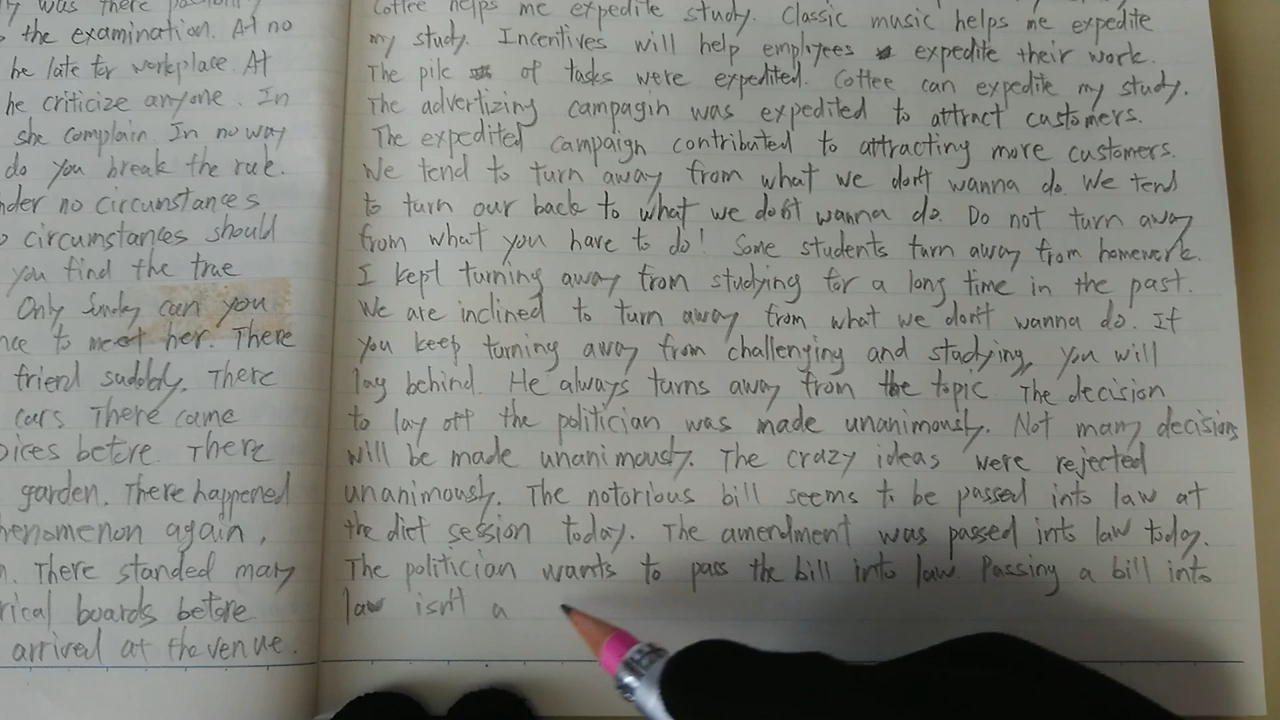 the examination. At no
be late for workplace. At
he criticize anyone. In
she complain. In no way
do you break the rule.
nder no circumstances
circumstances should
you find the true
Only Sunday can you
nce to meet her. There
friend suddnly. There
cars There came
oices before. There
garden. There happened
henomenon again,
n. There standed many
rical boards before
arrival at the venue.
Coffee helps me expedite study. Classic music helps me expedite
my study. Incentives will help employees expedite their work.
The pile of tasks were expedited. Coffee can expedite my study.
The advertizing campagin was expedited to attract customers.
The expedited campaign contributed to attracting more customers.
We tend to turn away from what we don't wanna do. We tend
to turn our back to what we don't wanna do. Do not turn away
from what you have to do! Some students turn away from homework.
I kept turning away from studying for a long time in the past.
We are inclined to turn away from what we don't wanna do. If
you keep turning away from challenging and studying, you will
lag behind. He always turns away from the topic. The decision
to lay off the politician was made unanimously. Not many decisions
will be made unanimously. The crazy ideas were rejected
unanimously. The notorious bill seems to be passed into law at
the diet session today. The amendment was passed into law today.
The politician wants to pass the bill into law. Passing a bill into
law isn't a